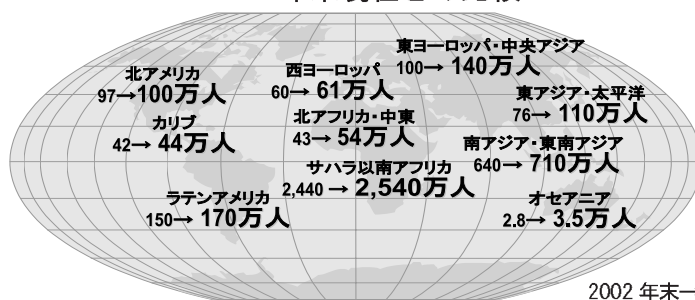 北アメリカ
97→100万人
西ヨーロッパ
60→61万人
東ヨーロッパ・中央アジア
100→140万人
カリブ
42→44万人
北アフリカ・中東
43→54万人
東アジア・太平洋
76→110万人
南アジア・東南アジア
640→710万人
サハラ以南アフリカ
2,440→2,540万人
ラテンアメリカ
150→170万人
オセアニア
2.8→3.5万人
2002年末一